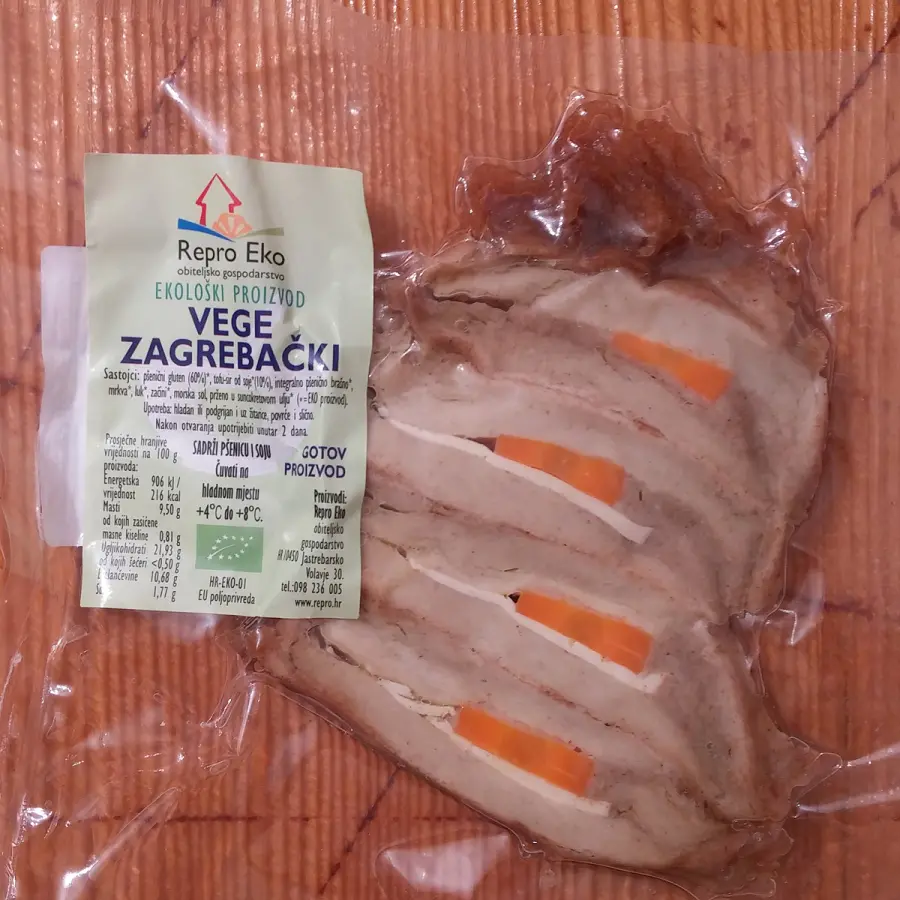 Repro Eko
obiteljsko gospodarstvo
EKOLOŠKI PROIZVOD
VEGE
ZAGREBAČKI
Sastojci: pšenični gluten (60%)*, tofu-sir od soje*(10%), integralno pšenično brašno*,
mrkva*, luk*, začini*, morska sol, prženo u suncokretovom ulju* (*=EKO proizvod).
Upotreba: hladan ili podgrijan i uz žitarice, povrće i slično.
Nakon otvaranja upotrijebiti unutar 2 dana.
Prosječne hranjive
vrijednosti na 100 g
proizvoda:
Energetska 906 kJ/
vrijednost 216 kcal
Masti 9,50 g
od kojih zasićene
masne kiseline 0,81 g
Ugljikohidrati 21,93 g
od kojih šećeri <0,50 g
Bjelančevine 10,68 g
1,77 g
SADRŽI PŠENICU I SOJU
Čuvati na
hladnom mjestu
+4°C do +8°C.
HR-EKO-01
EU poljoprivreda
GOTOV
PROIZVOD
Proizvodi:
Repro Eko
obiteljsko
gospodarstvo
HR 10450 Jastrebarsko
Volavje 30.
tel.:098 236 005
www.repro.hr